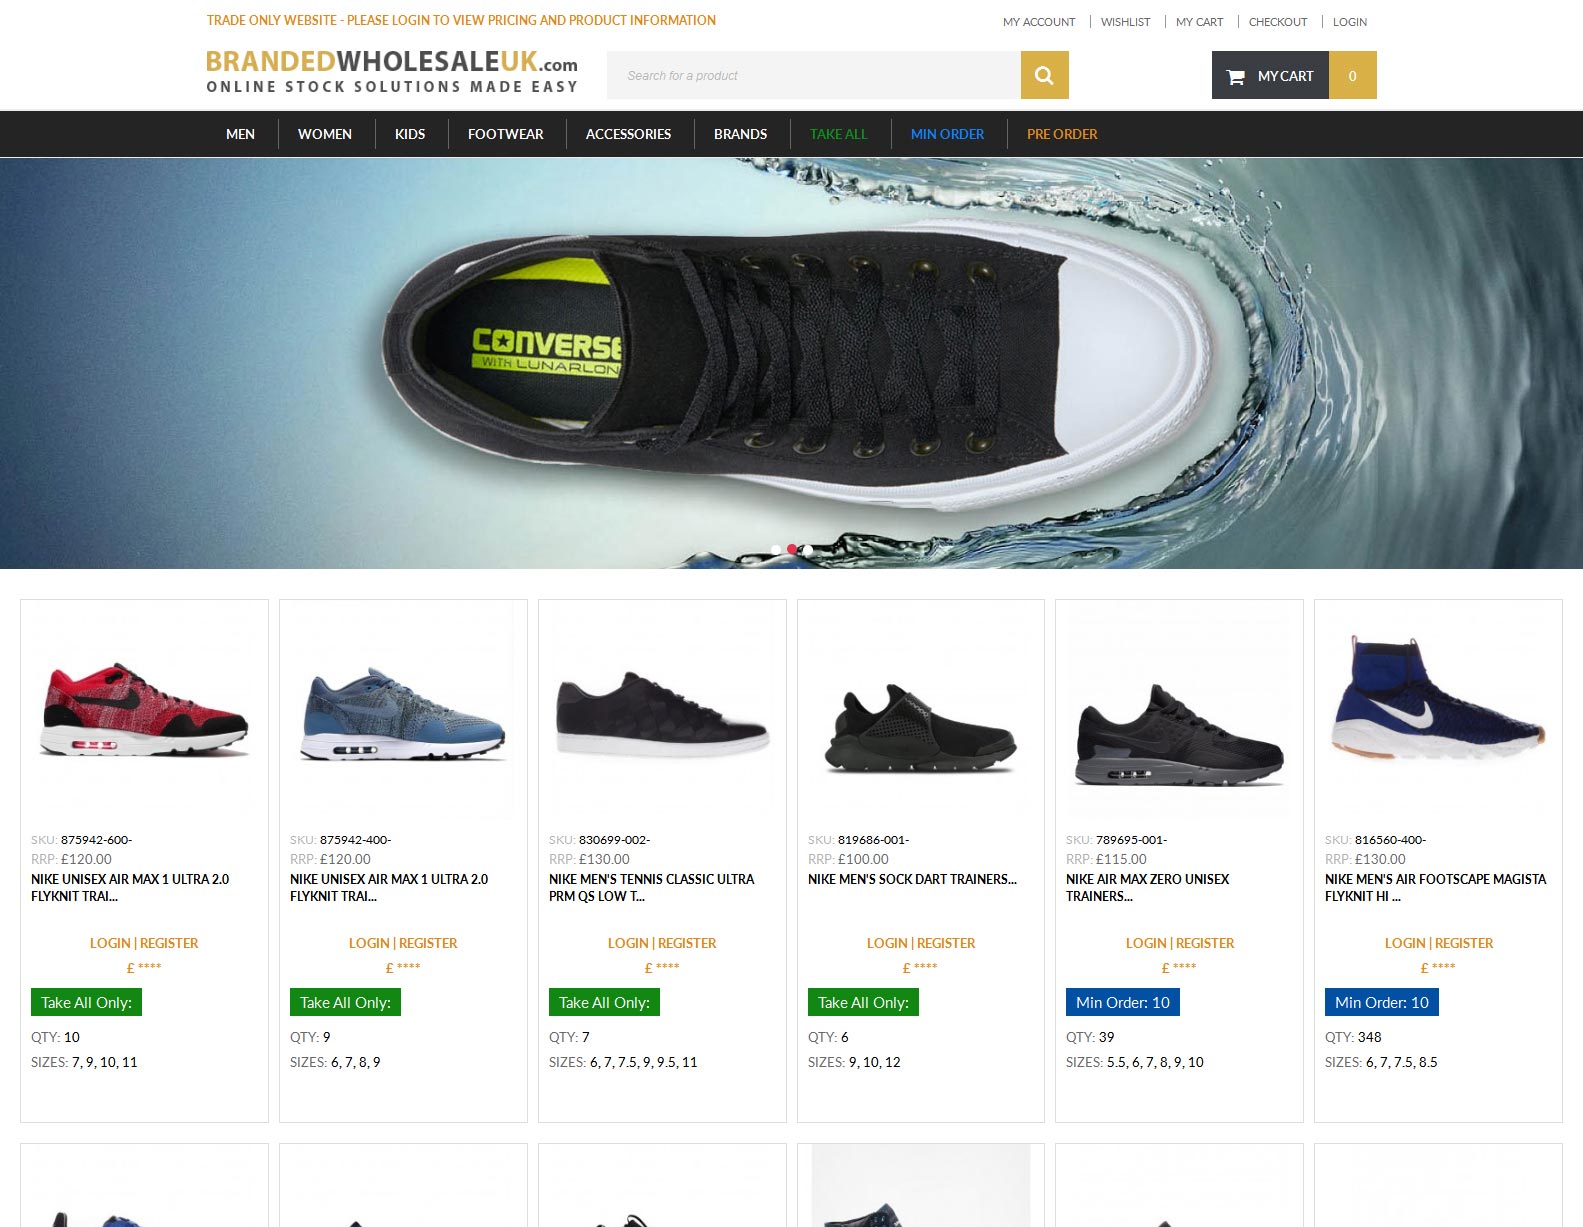 TRADE ONLY WEBSITE - PLEASE LOGIN TO VIEW PRICING AND PRODUCT INFORMATION
MY ACCOUNT | WISHLIST | MY CART | CHECKOUT | LOGIN
BRANDEDWHOLESALEUK.com
ONLINE STOCK SOLUTIONS MADE EASY
Search for a product
MY CART 0
MEN WOMEN KIDS FOOTWEAR ACCESSORIES BRANDS TAKE ALL MIN ORDER PRE ORDER
CONVERSE
WITH LUNARLON
SKU: 875942-600-
RRP: £120.00
NIKE UNISEX AIR MAX 1 ULTRA 2.0
FLYKNIT TRAI...
LOGIN | REGISTER
£ ****
Take All Only:
QTY: 10
SIZES: 7, 9, 10, 11
SKU: 875942-400-
RRP: £120.00
NIKE UNISEX AIR MAX 1 ULTRA 2.0
FLYKNIT TRAI...
LOGIN | REGISTER
£ ****
Take All Only:
QTY: 9
SIZES: 6, 7, 8, 9
SKU: 830699-002-
RRP: £130.00
NIKE MEN'S TENNIS CLASSIC ULTRA
PRM QS LOW T...
LOGIN | REGISTER
£ ****
Take All Only:
QTY: 7
SIZES: 6, 7, 7.5, 9, 9.5, 11
SKU: 819686-001-
RRP: £100.00
NIKE MEN'S SOCK DART TRAINERS...
LOGIN | REGISTER
£ ****
Take All Only:
QTY: 6
SIZES: 9, 10, 12
SKU: 789695-001-
RRP: £115.00
NIKE AIR MAX ZERO UNISEX
TRAINERS...
LOGIN | REGISTER
£ ****
Min Order: 10
QTY: 39
SIZES: 5.5, 6, 7, 8, 9, 10
SKU: 816560-400-
RRP: £130.00
NIKE MEN'S AIR FOOTSCAPE MAGISTA
FLYKNIT HI ...
LOGIN | REGISTER
£ ****
Min Order: 10
QTY: 348
SIZES: 6, 7, 7.5, 8.5